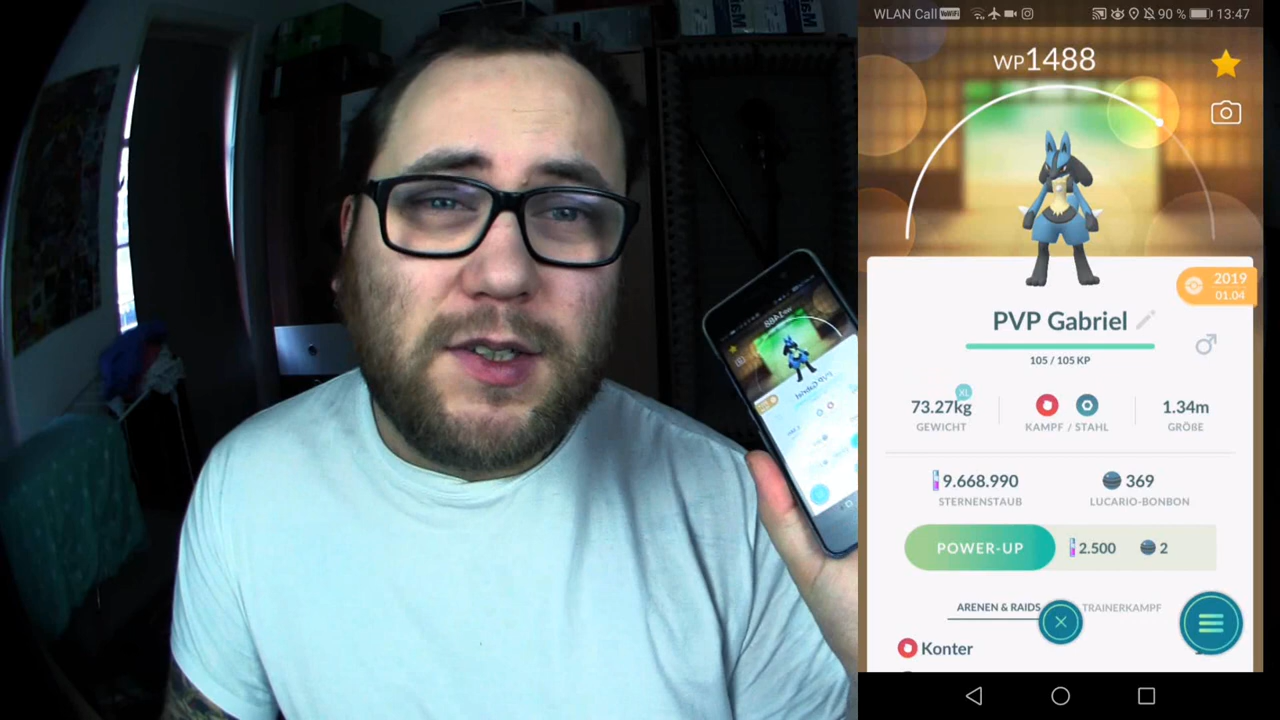 WLAN Call VoWiFi 90 % 13:47
WP1488
2019
01.04
PVP Gabriel
105 / 105 KP
XL
73.27kg
GEWICHT
KAMPF / STAHL
1.34m
GRÖßE
9.668.990
STERNENSTAUB
369
LUCARIO-BONBON
POWER-UP
2.500
2
ARENEN & RAIDS
TRAINERKAMPF
Konter